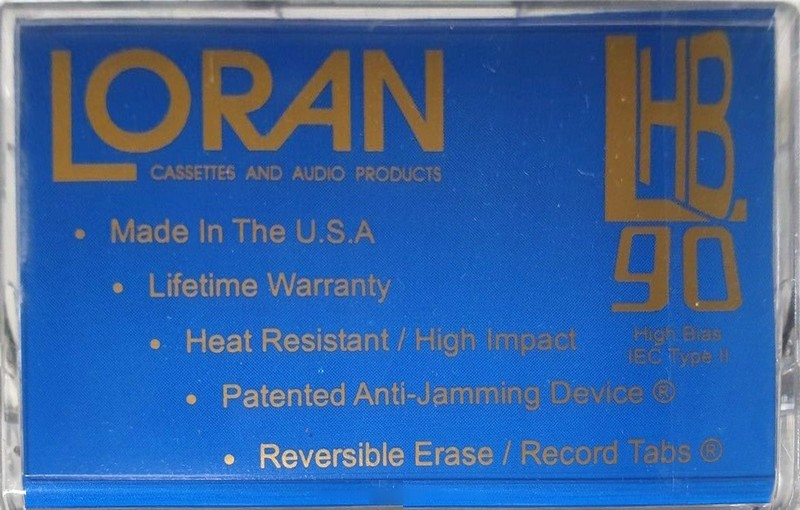 LORAN
CASSETTES AND AUDIO PRODUCTS
LHB
90
High Bias
IEC Type II
• Made In The U.S.A
• Lifetime Warranty
• Heat Resistant / High Impact
• Patented Anti-Jamming Device ®
• Reversible Erase / Record Tabs ®